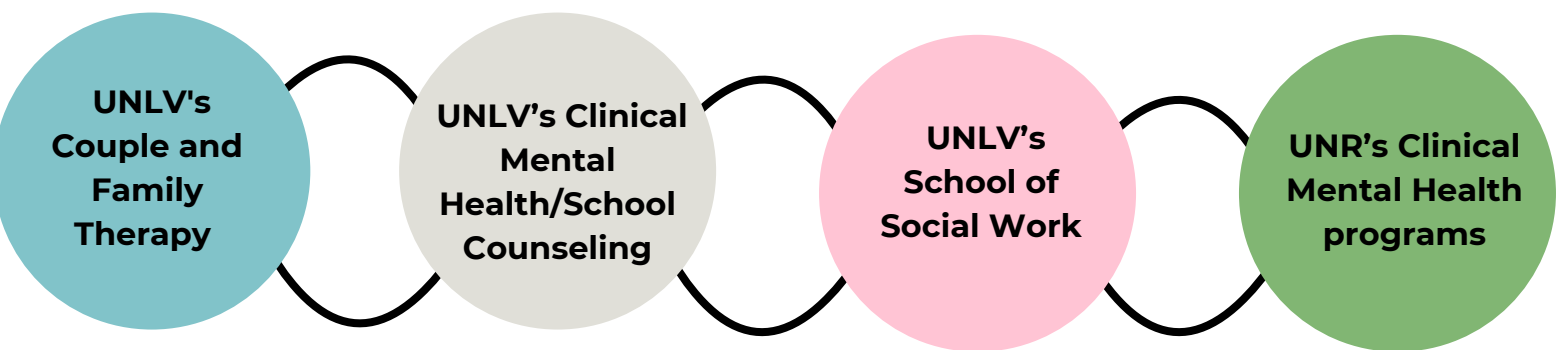 UNLV's
Couple and
Family
Therapy
UNLV’s Clinical
Mental
Health/School
Counseling
UNLV’s
School of
Social Work
UNR’s Clinical
Mental Health
programs